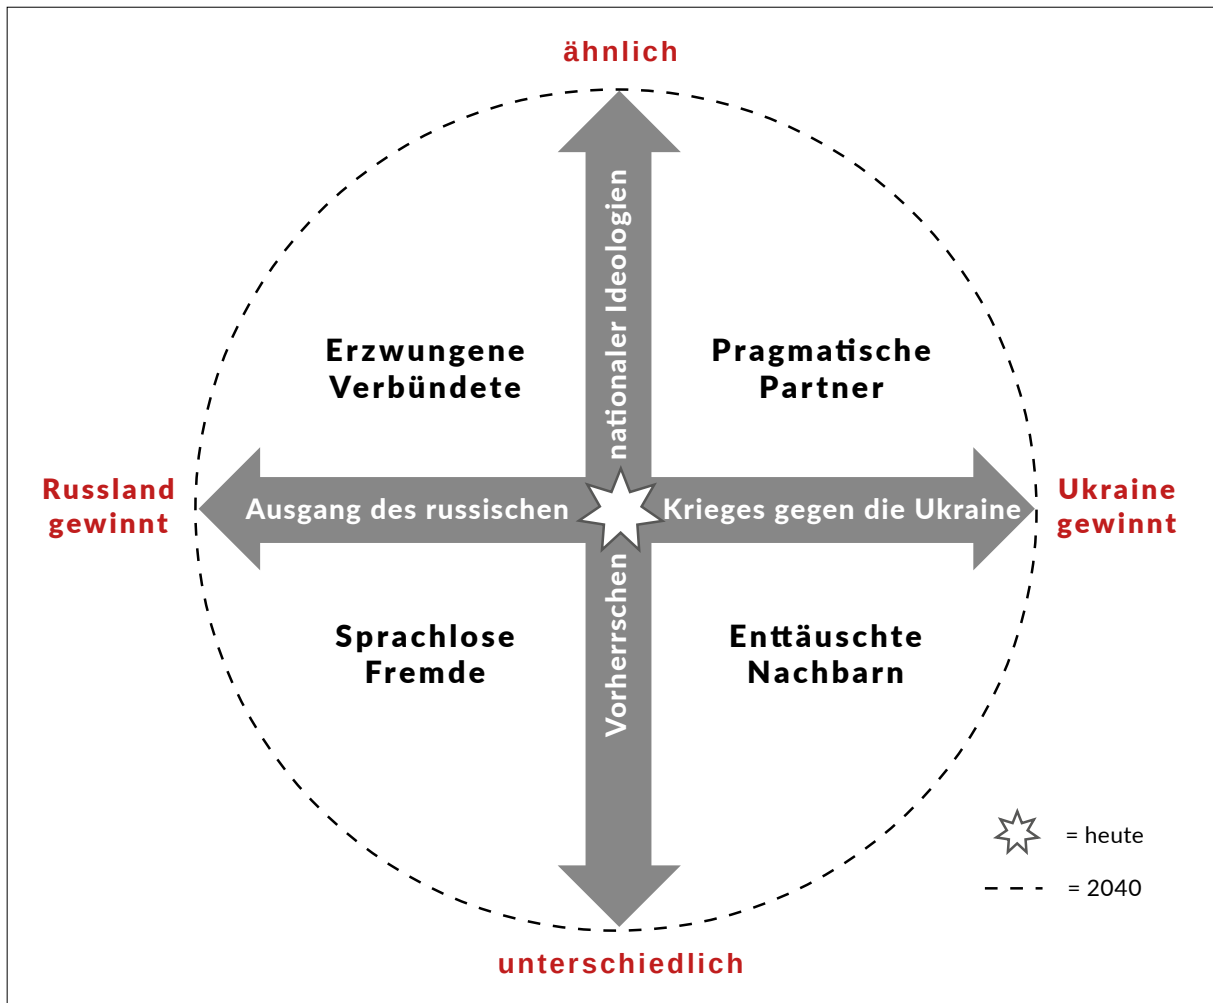 ähnlich
Vorherrschen nationaler Ideologien
Erzwungene
Verbündete
Pragmatische
Partner
Russland
gewinnt
Ausgang des russischen Krieges gegen die Ukraine
Ukraine
gewinnt
Sprachlose
Fremde
Enttäuschte
Nachbarn
= heute
= 2040
unterschiedlich